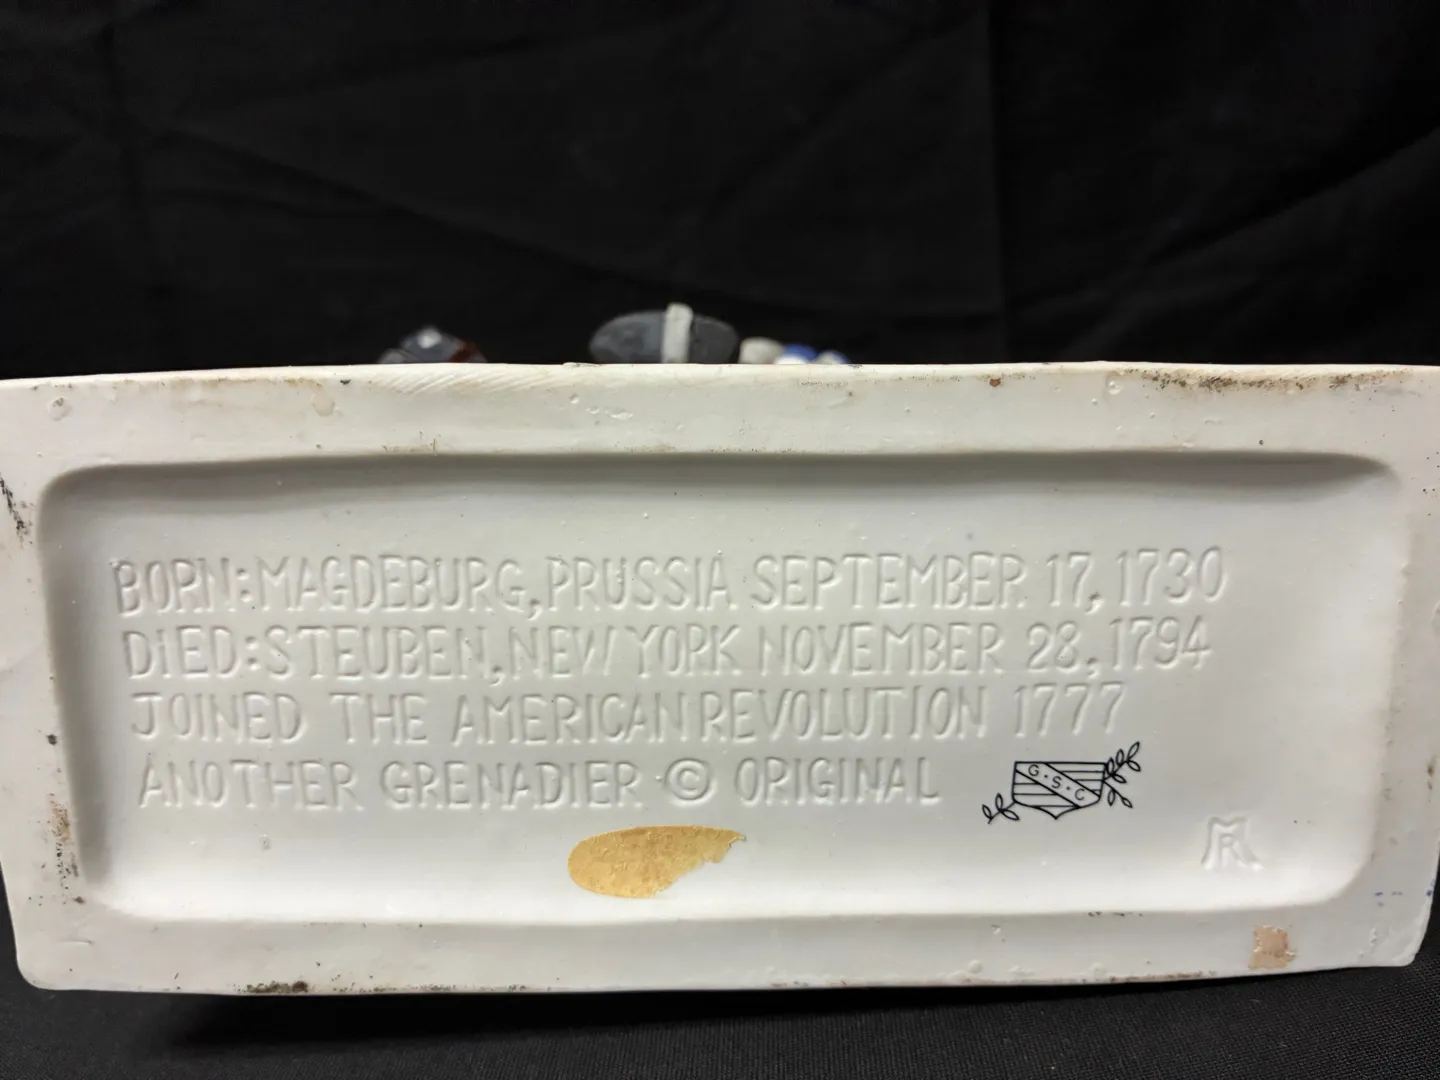 BORN:MAGDEBURG,PRUSSIA SEPTEMBER 17, 1730
DIED:STEUBEN,NEW YORK NOVEMBER 28, 1794
JOINED THE AMERICAN REVOLUTION 1777
ANOTHER GRENADIER © ORIGINAL
G·S·C
MR